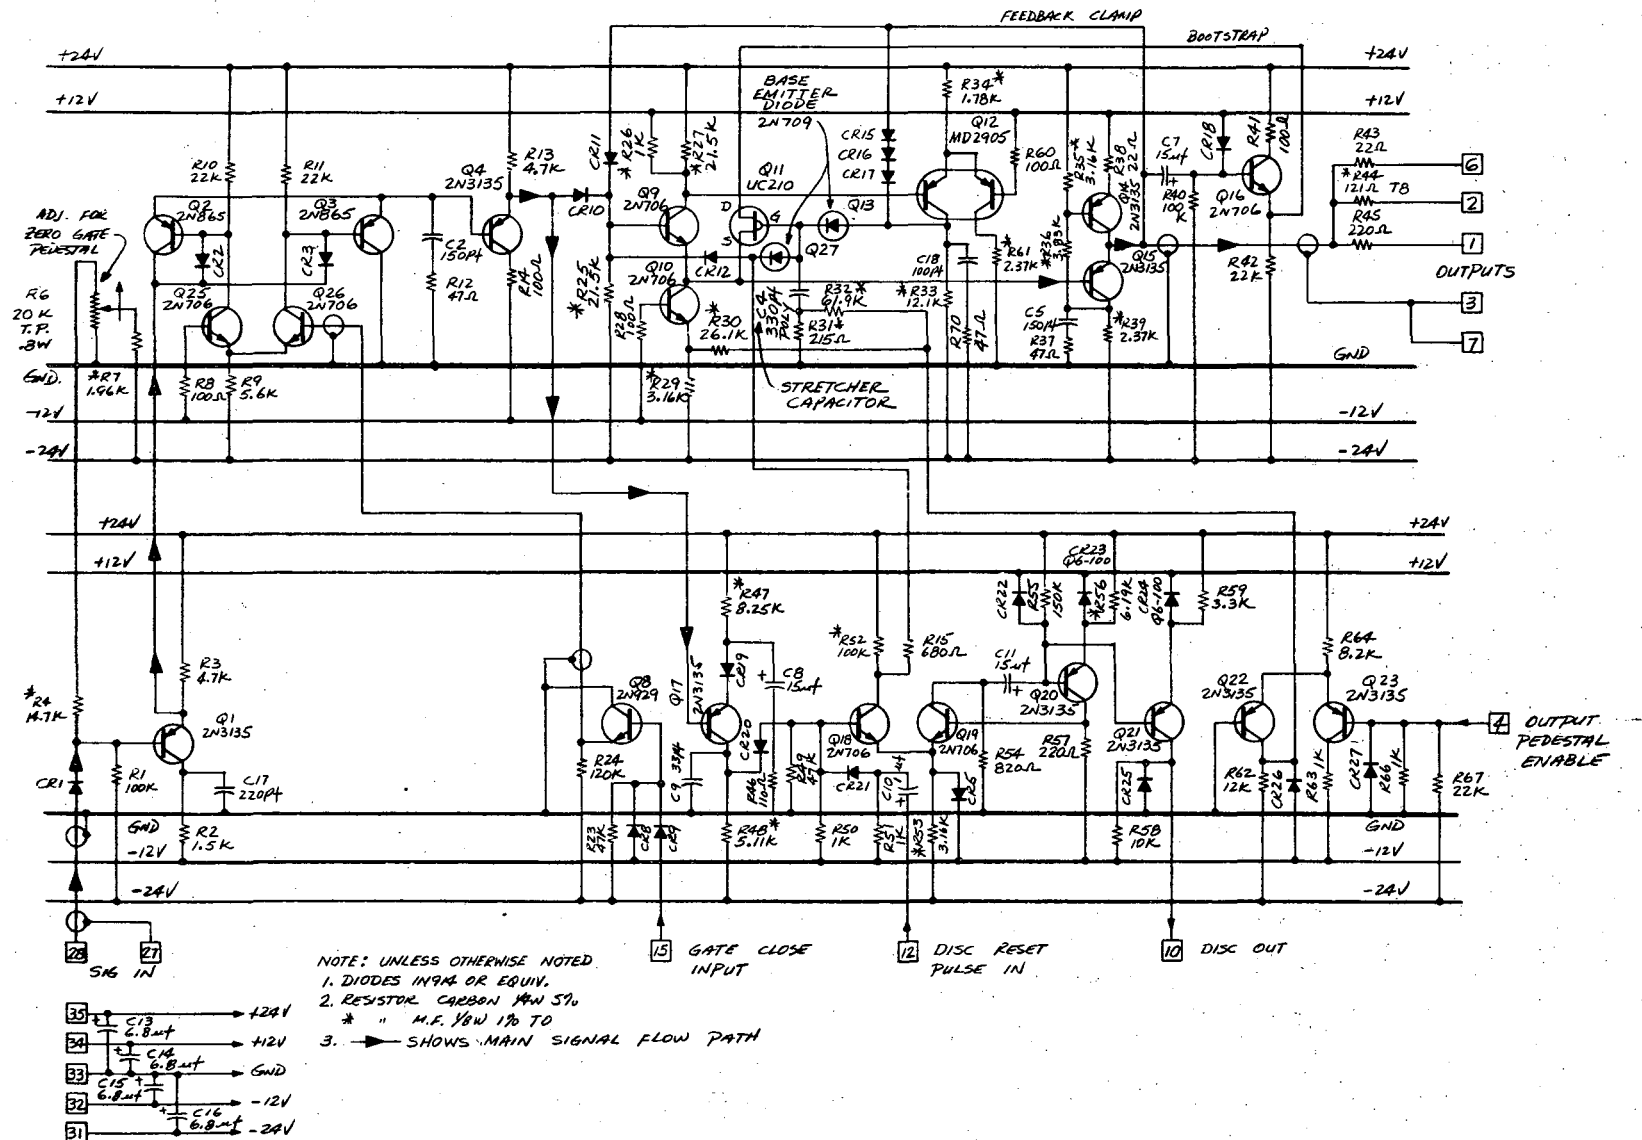 FEEDBACK CLAMP
BOOTSTRAP
+24V
+24V
+12V
+12V
BASE
EMITTER
DIODE
2N709
R34*
1.78K
Q12
MD2905
CR11
*R26
1K
*R27
21.5K
CR15
CR16
CR17
R60
100Ω
R35*
3.16K
R38
22Ω
Q14
2N3135
C7
15µf
CR18
R41
100Ω
R43
22Ω
6
*R44
121Ω
TB
2
R45
220Ω
1
OUTPUTS
3
7
R10
22K
R11
22K
Q4
2N3135
R13
4.7K
CR10
Q9
2N706
Q11
UC210
D
G
S
Q13
Q27
R40
100
K
Q16
2N706
ADJ. FOR
ZERO GATE
PEDESTAL
Q2
2N865
Q3
2N865
CR2
CR3
C2
150Pf
R12
47Ω
R14
100Ω
*R25
21.5K
Q10
2N706
CR12
C18
100Pf
R61*
2.37K
*R36
3.83K
Q15
2N3135
R42
22K
R6
20 K
T.P.
.8W
Q25
2N706
Q26
2N706
R28
100Ω
*R30
26.1K
C4
330Pf
POLY
R32*
61.9K
R31*
215Ω
*R33
12.1K
R70
47Ω
C5
150Pf
R37
47Ω
*R39
2.37K
GND.
GND
*R7
1.96K
R8
100Ω
R9
5.6K
*R29
3.16K
STRETCHER
CAPACITOR
-12V
-12V
-24V
-24V
+24V
+24V
+12V
+12V
*R47
8.25K
CR22
R55
150K
CR23
Q6-100
*R56
6.19K
CR24
Q6-100
R59
3.3K
R3
4.7K
*R4
14.7K
Q1
2N3135
Q8
2N929
Q17
2N3135
CR19
C8
15µf
*R52
100K
R15
680Ω
C11
15µf
Q20
2N3135
R64
8.2K
Q22
2N3135
Q23
2N3135
4
OUTPUT
PEDESTAL
ENABLE
CR1
R1
100K
C17
220Pf
R24
120K
C9
33Pf
CR20
R46
110Ω
R49
47K
Q18
2N706
CR21
C10
Q19
2N706
CR5
R54
820Ω
R57
220Ω
Q21
2N3135
CR25
R62
12K
CR26
R63
1K
CR27
R66
1K
R67
22K
GND
GND
R2
1.5K
-12V
-12V
R23
47K
CR8
CR9
R48*
5.11K
R50
1K
R51
1K
*R53
3.16K
R58
10K
-24V
-24V
28
27
SIG IN
15
GATE CLOSE
INPUT
12
DISC RESET
PULSE IN
10
DISC OUT
NOTE: UNLESS OTHERWISE NOTED
1. DIODES IN914 OR EQUIV.
2. RESISTOR CARBON 1/4W 5%
* " M.F. 1/8W 1% TO
3. SHOWS MAIN SIGNAL FLOW PATH
35
+24V
C13
6.8µf
34
+12V
C14
6.8µf
33
GND
C15
6.8µf
32
-12V
C16
6.8µf
31
-24V